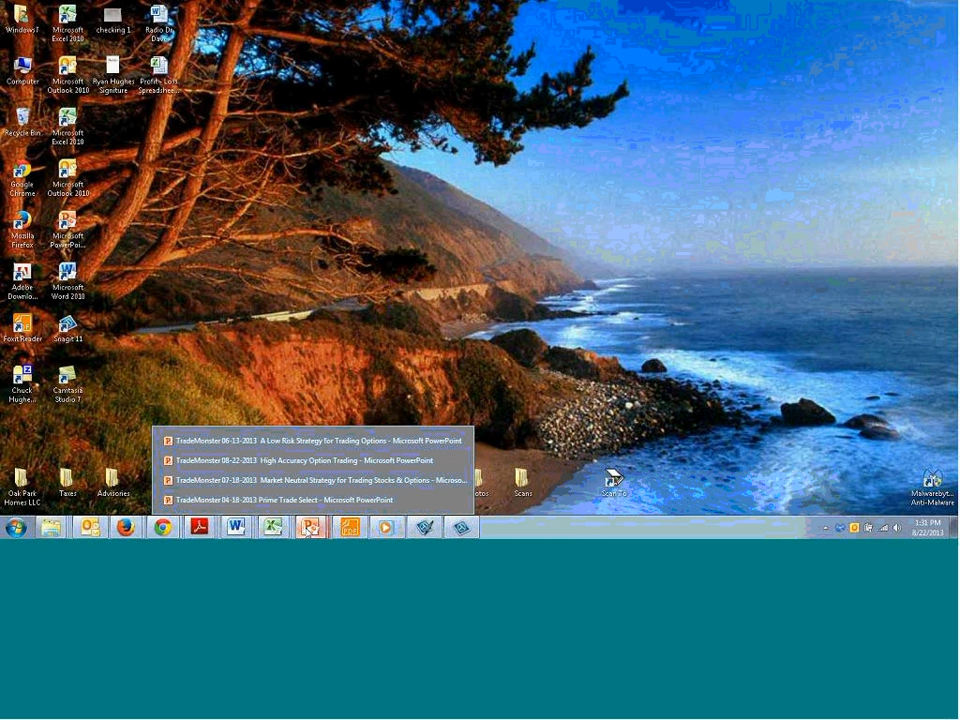 Windows7
Microsoft
Excel 2010
checking 1
Radio Dr.
Dave
Computer
Microsoft
Outlook 2010
Ryan Hughes
Signiture
Profit - Loss
Spreadshee...
Recycle Bin
Microsoft
Excel 2010
Google
Chrome
Microsoft
Outlook 2010
Mozilla
Firefox
Microsoft
PowerPoi...
Adobe
Downlo...
Microsoft
Word 2010
Foxit Reader
Snagit 11
Chuck
Hughe...
Camtasia
Studio 7
TradeMonster 06-13-2013 A Low Risk Strategy for Trading Options - Microsoft PowerPoint
TradeMonster 08-22-2013 High Accuracy Option Trading - Microsoft PowerPoint
TradeMonster 07-18-2013 Market Neutral Strategy for Trading Stocks & Options - Microso...
TradeMonster 04-18-2013 Prime Trade Select - Microsoft PowerPoint
Oak Park
Homes LLC
Taxes
Advisories
otos
Scans
Scan To
Malwarebyt...
Anti-Malware
1:31 PM
8/22/2013